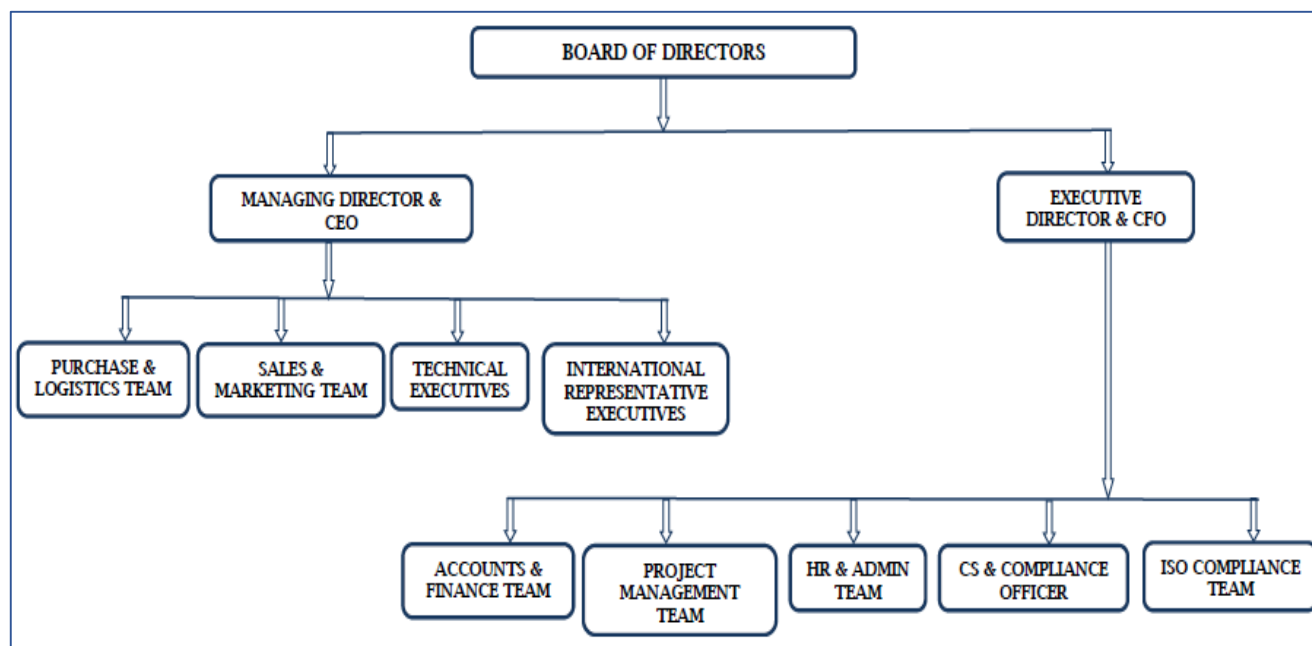 BOARD OF DIRECTORS
MANAGING DIRECTOR &
CEO
EXECUTIVE
DIRECTOR & CFO
PURCHASE &
LOGISTICS TEAM
SALES &
MARKETING TEAM
TECHNICAL
EXECUTIVES
INTERNATIONAL
REPRESENTATIVE
EXECUTIVES
ACCOUNTS &
FINANCE TEAM
PROJECT
MANAGEMENT
TEAM
HR & ADMIN
TEAM
CS & COMPLIANCE
OFFICER
ISO COMPLIANCE
TEAM